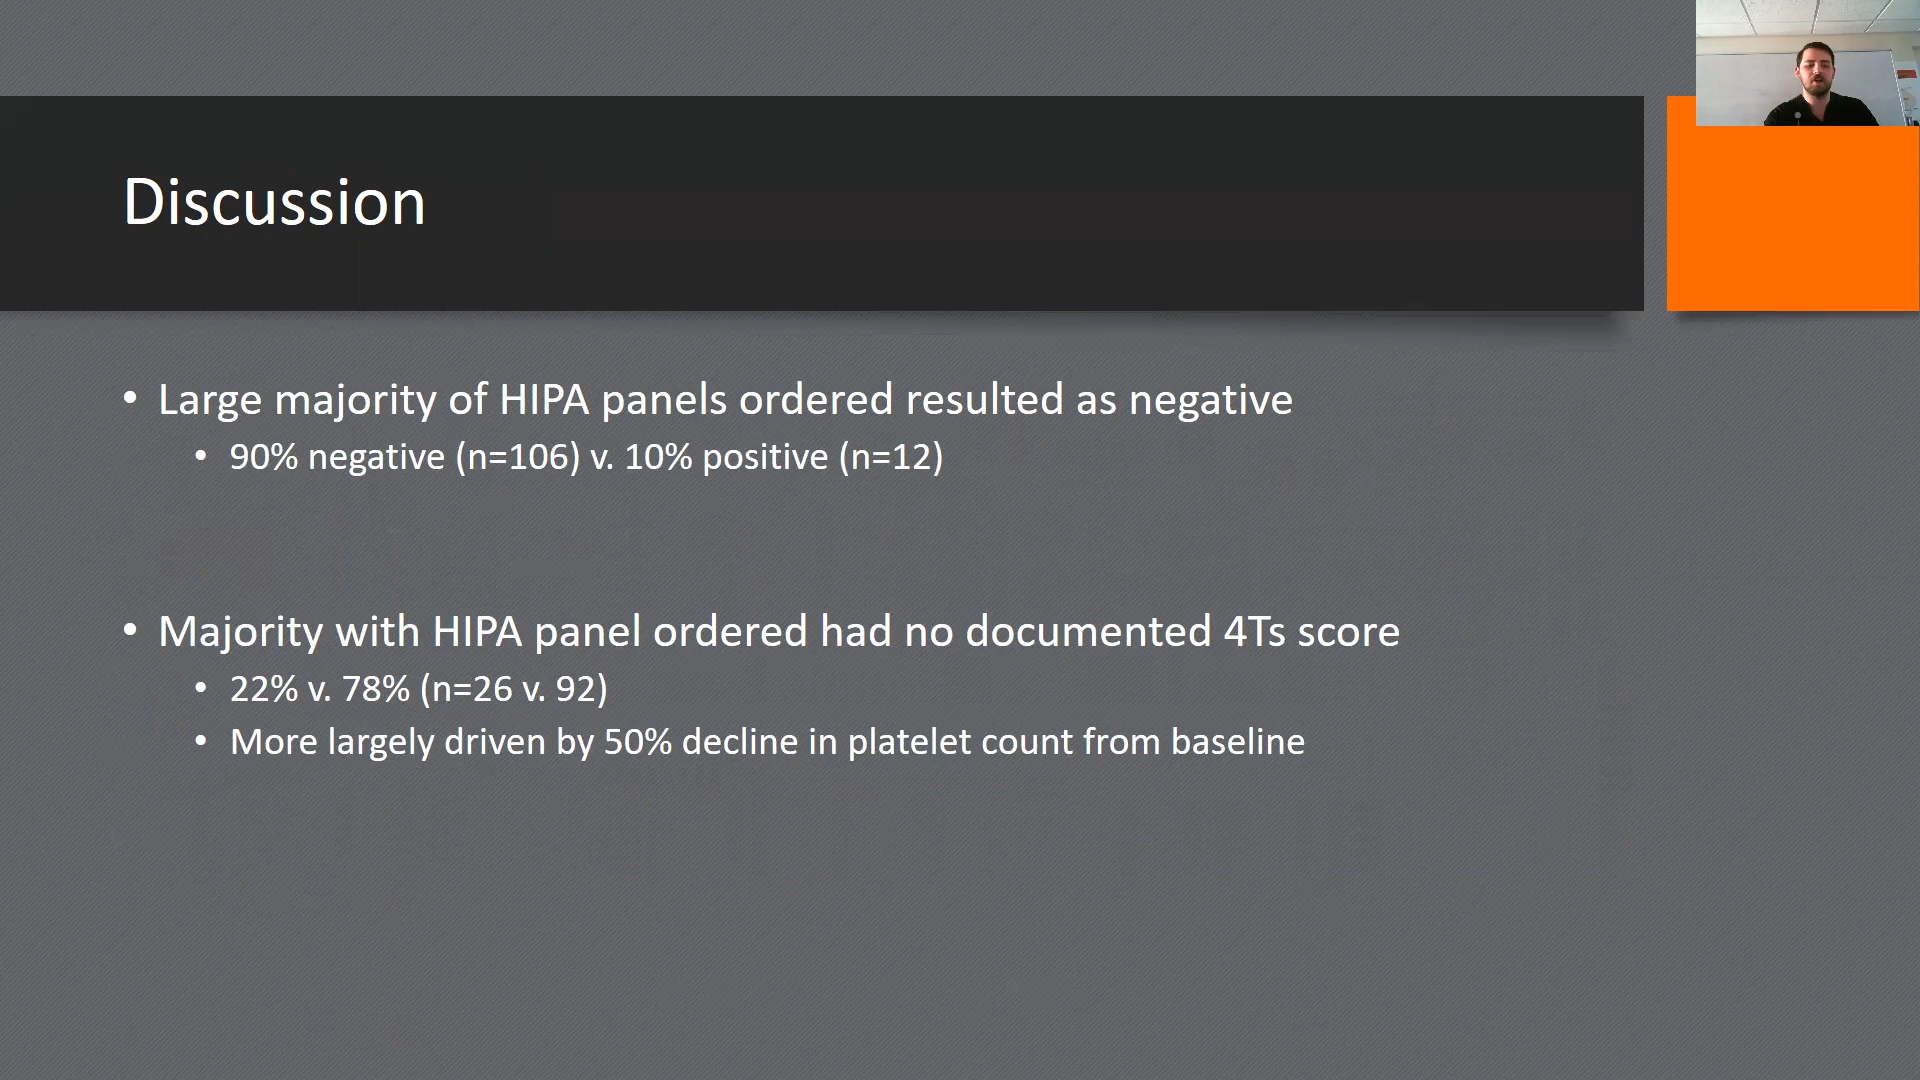 Discussion
• Large majority of HIPA panels ordered resulted as negative
• 90% negative (n=106) v. 10% positive (n=12)
• Majority with HIPA panel ordered had no documented 4Ts score
• 22% v. 78% (n=26 v. 92)
• More largely driven by 50% decline in platelet count from baseline